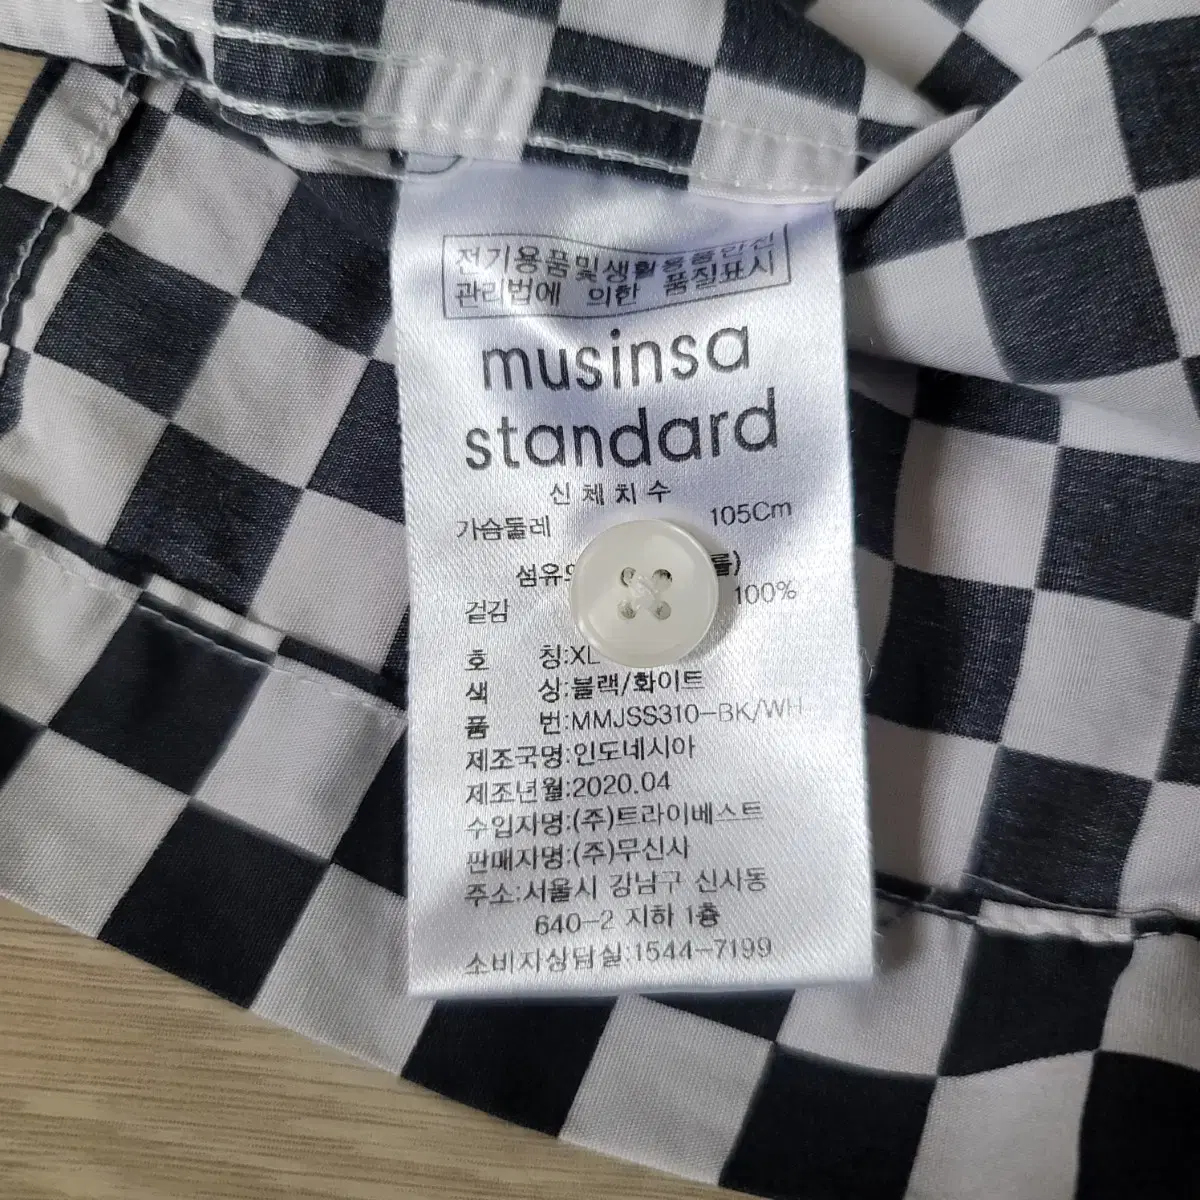 전기용품및생활용품안전
관리법에 의한 품질표시
musinsa
standard
신체치수
가슴둘레 105Cm
섬유의
겉감 100%
호 칭:XL
색 상:블랙/화이트
품 번:MMJSS310-BK/WH
제조국명:인도네시아
제조년월:2020.04
수입자명:(주)트라이베스트
판매자명:(주)무신사
주소:서울시 강남구 신사동
640-2 지하 1층
소비자상담실:1544-7199